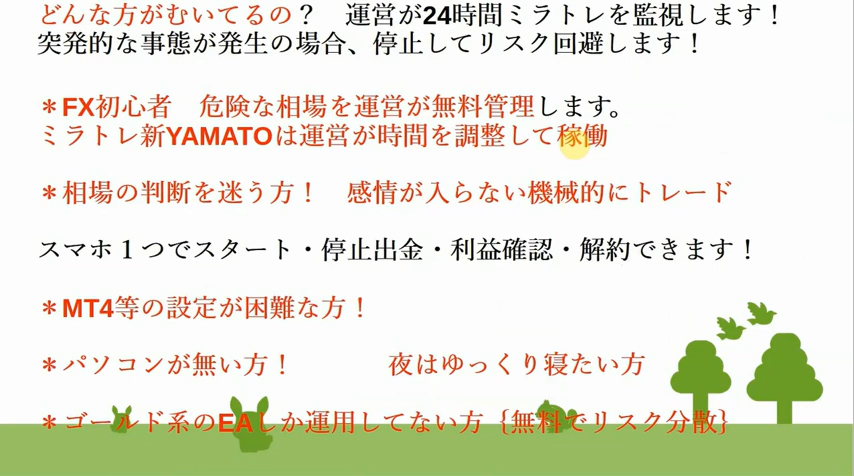 どんな方がむいてるの？　運営が24時間ミラトレを監視します！
突発的な事態が発生の場合、停止してリスク回避します！
＊FX初心者　危険な相場を運営が無料管理します。
ミラトレ新YAMATOは運営が時間を調整して稼働
＊相場の判断を迷う方！　感情が入らない機械的にトレード
スマホ１つでスタート・停止出金・利益確認・解約できます！
＊MT4等の設定が困難な方！
＊パソコンが無い方！　　　　夜はゆっくり寝たい方
＊ゴールド系のEAしか運用してない方｛無料でリスク分散｝